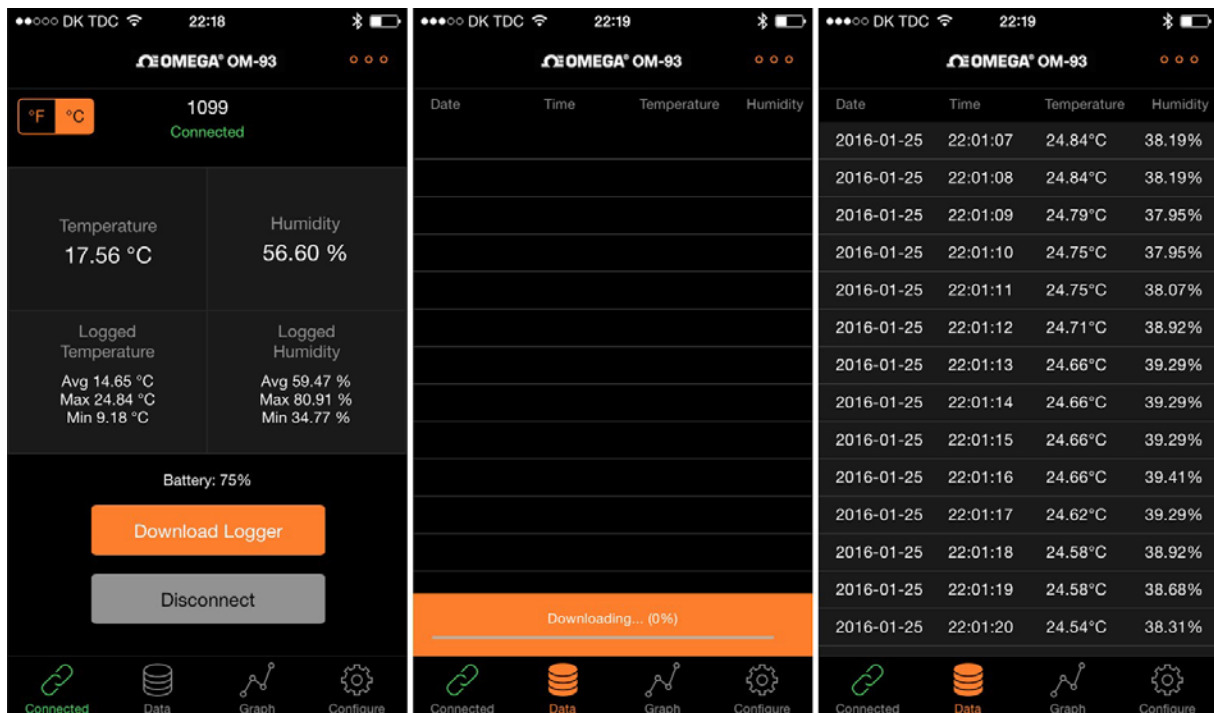 DK TDC 22:18
OMEGA® OM-93
°F °C
1099
Connected
Temperature
17.56 °C
Humidity
56.60 %
Logged
Temperature
Avg 14.65 °C
Max 24.84 °C
Min 9.18 °C
Logged
Humidity
Avg 59.47 %
Max 80.91 %
Min 34.77 %
Battery: 75%
Download Logger
Disconnect
Connected Data Graph Configure
DK TDC 22:19
OMEGA® OM-93
Date Time Temperature Humidity
Downloading... (0%)
Connected Data Graph Configure
DK TDC 22:19
OMEGA® OM-93
Date Time Temperature Humidity
2016-01-25 22:01:07 24.84°C 38.19%
2016-01-25 22:01:08 24.84°C 38.19%
2016-01-25 22:01:09 24.79°C 37.95%
2016-01-25 22:01:10 24.75°C 37.95%
2016-01-25 22:01:11 24.75°C 38.07%
2016-01-25 22:01:12 24.71°C 38.92%
2016-01-25 22:01:13 24.66°C 39.29%
2016-01-25 22:01:14 24.66°C 39.29%
2016-01-25 22:01:15 24.66°C 39.29%
2016-01-25 22:01:16 24.66°C 39.41%
2016-01-25 22:01:17 24.62°C 39.29%
2016-01-25 22:01:18 24.58°C 38.92%
2016-01-25 22:01:19 24.58°C 38.68%
2016-01-25 22:01:20 24.54°C 38.31%
Connected Data Graph Configure